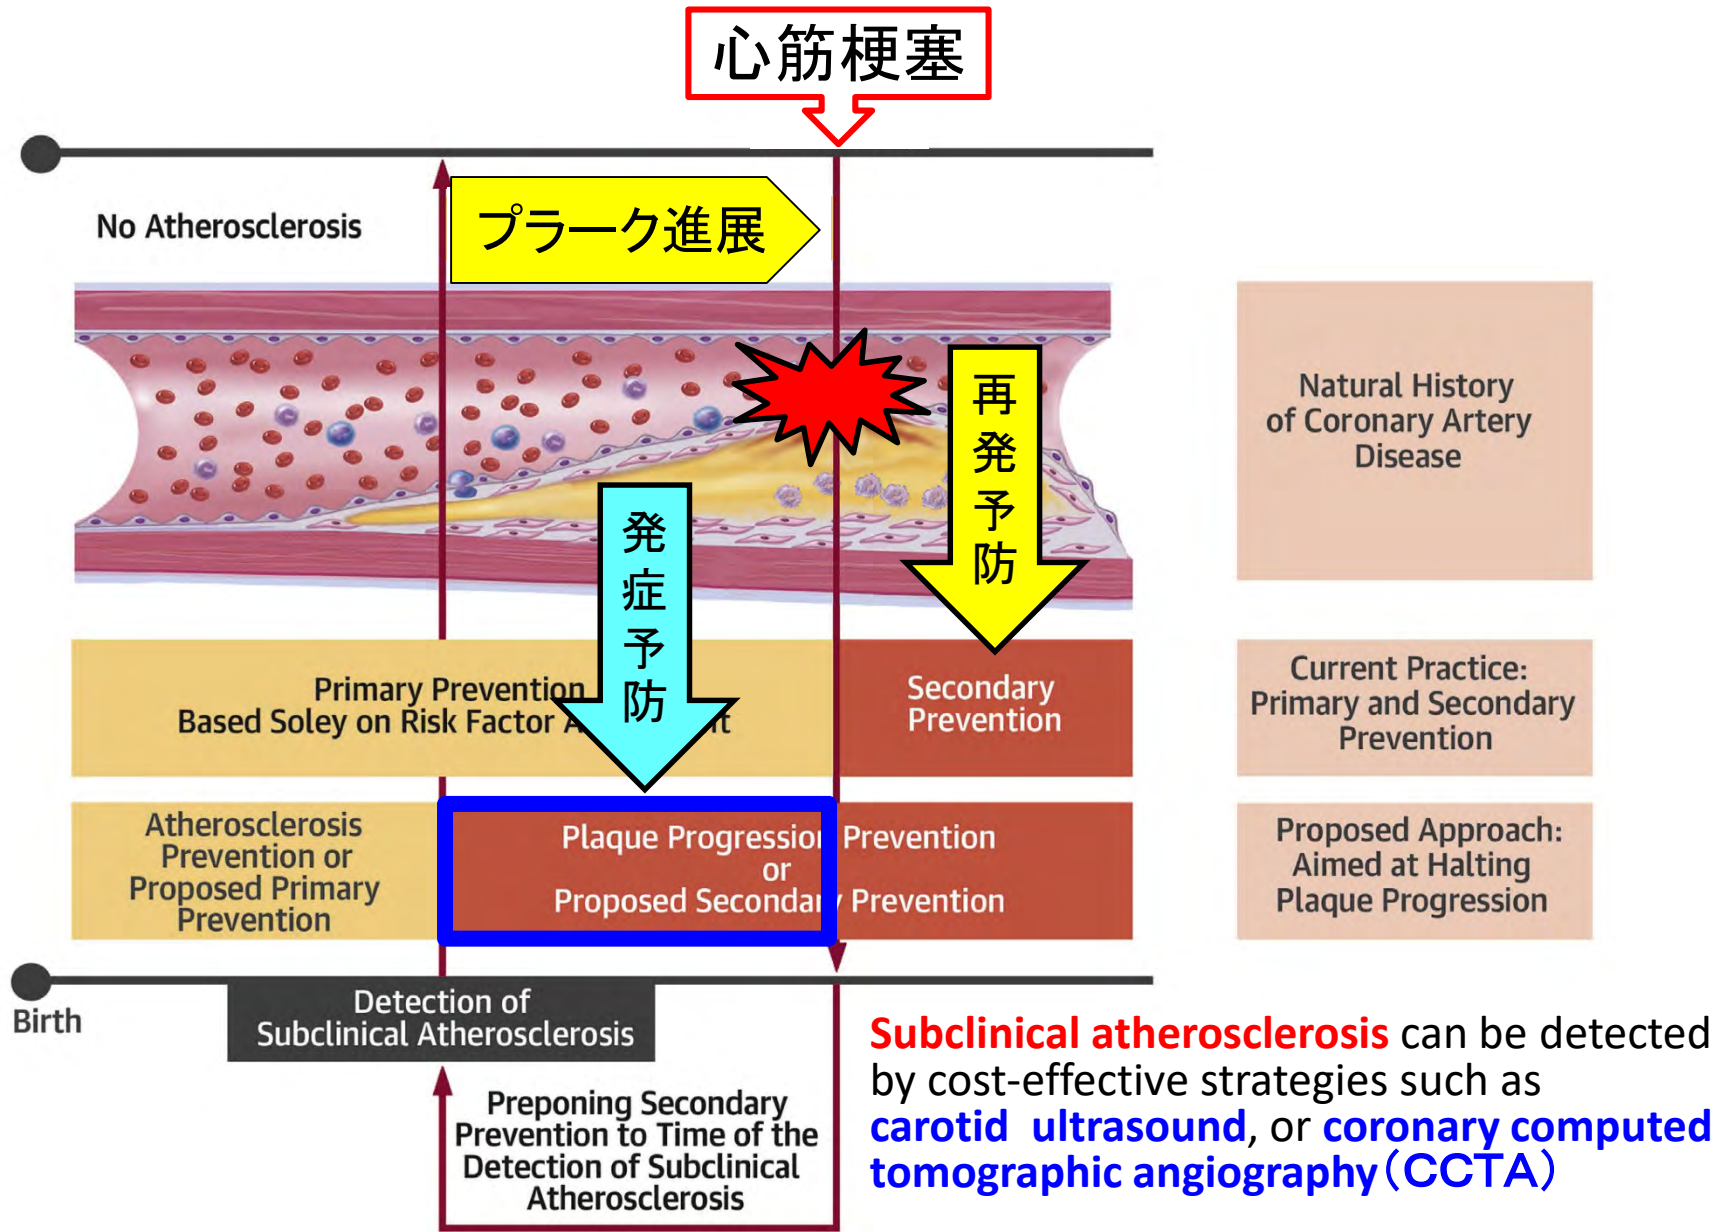 心筋梗塞
No Atherosclerosis
プラーク進展
再発予防
発症予防
Natural History
of Coronary Artery
Disease
Primary Prevention
Based Soley on Risk Factor
Secondary
Prevention
Current Practice:
Primary and Secondary
Prevention
Atherosclerosis
Prevention or
Proposed Primary
Prevention
Plaque Progression Prevention
or
Proposed Secondary Prevention
Proposed Approach:
Aimed at Halting
Plaque Progression
Birth
Detection of
Subclinical Atherosclerosis
Preponing Secondary
Prevention to Time of the
Detection of Subclinical
Atherosclerosis
Subclinical atherosclerosis can be detected
by cost-effective strategies such as
carotid ultrasound, or coronary computed
tomographic angiography（CCTA）